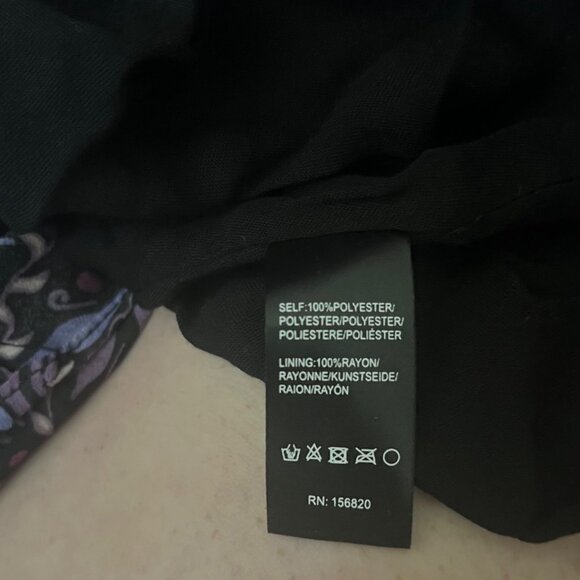 SELF:100%POLYESTER/
POLYESTER/POLYESTER/
POLIESTERE/POLIÉSTER
LINING:100%RAYON/
RAYONNE/KUNSTSEIDE/
RAION/RAYÓN
RN: 156820